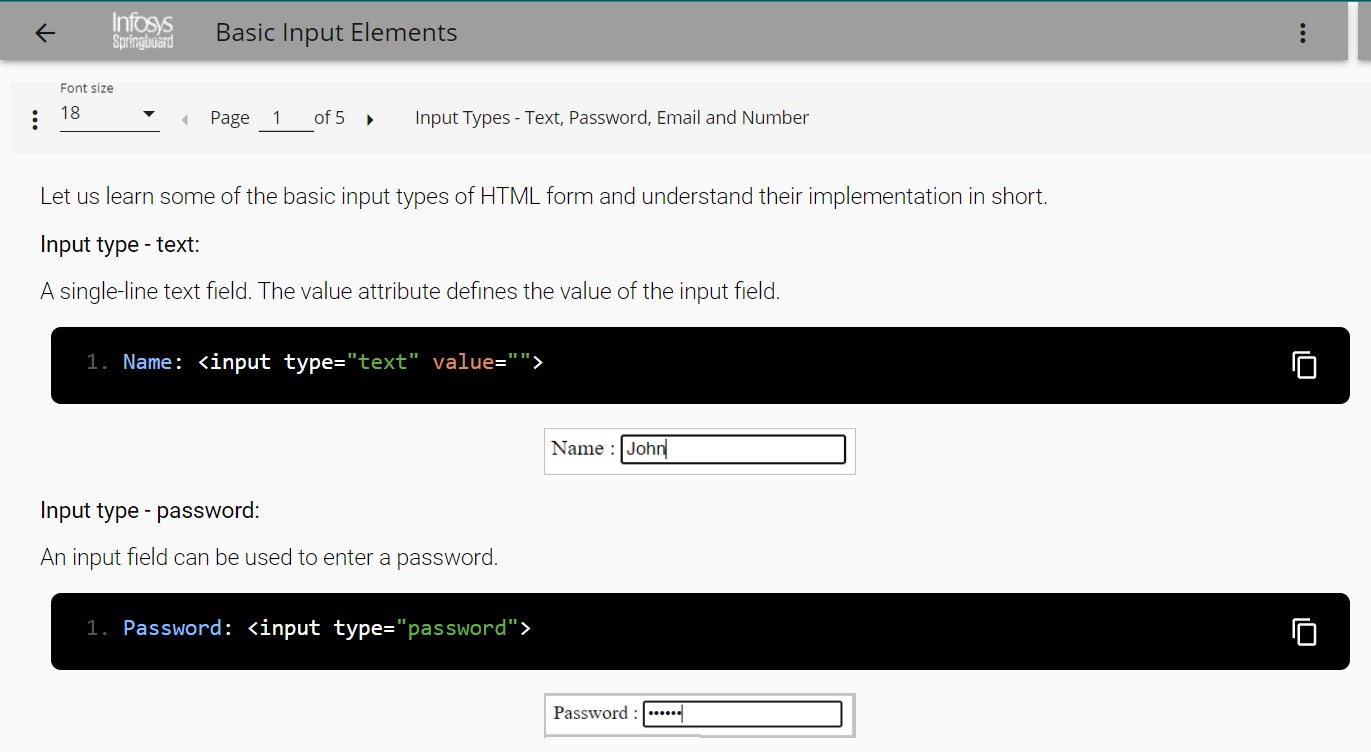 Infosys
Springboard
Basic Input Elements
Font size
18
Page 1 of 5
Input Types - Text, Password, Email and Number
Let us learn some of the basic input types of HTML form and understand their implementation in short.
Input type - text:
A single-line text field. The value attribute defines the value of the input field.
1. Name: <input type="text" value="">
Name : John
Input type - password:
An input field can be used to enter a password.
1. Password: <input type="password">
Password : ••••••